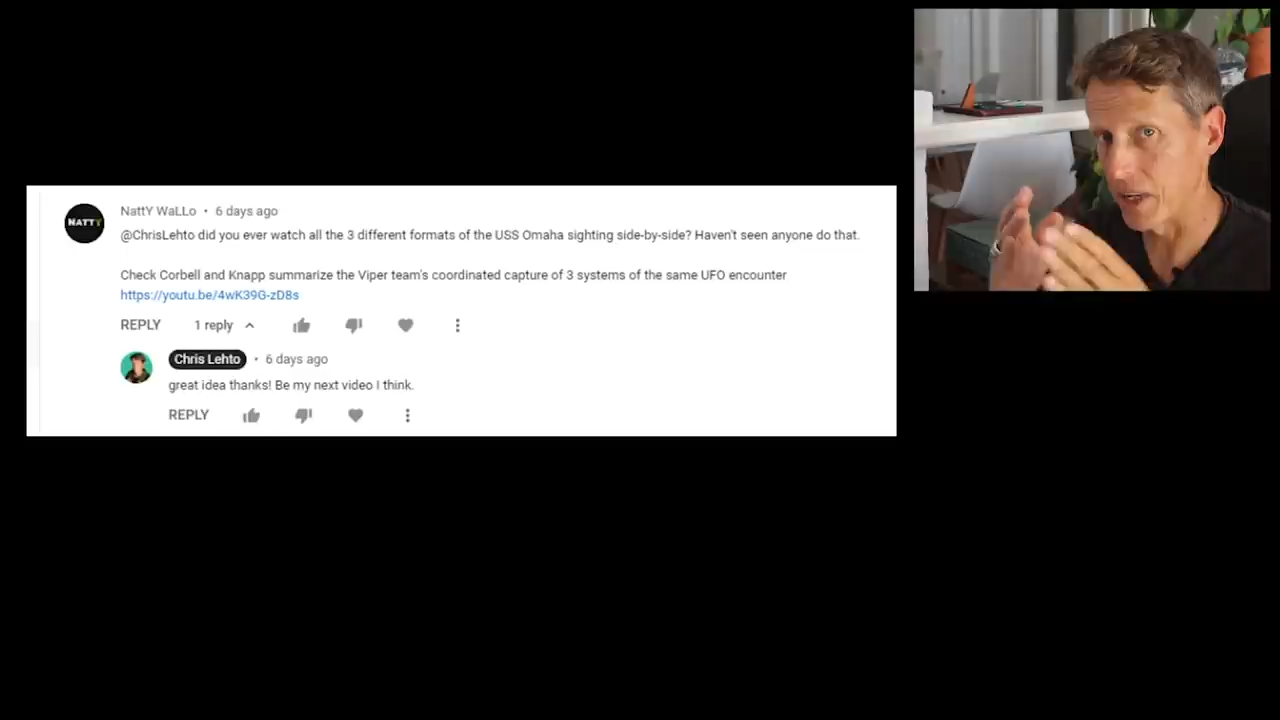 NATTY
NattY WaLLo • 6 days ago
@ChrisLehto did you ever watch all the 3 different formats of the USS Omaha sighting side-by-side? Haven't seen anyone do that.
Check Corbell and Knapp summarize the Viper team's coordinated capture of 3 systems of the same UFO encounter
https://youtu.be/4wK39G-zD8s
REPLY 1 reply
Chris Lehto • 6 days ago
great idea thanks! Be my next video I think.
REPLY